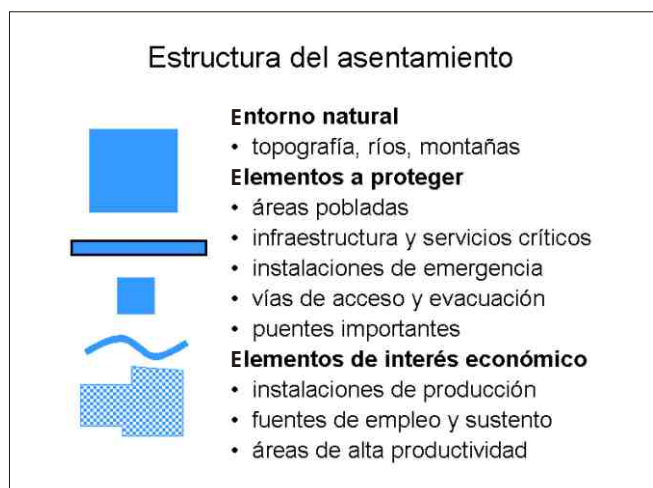 Estructura del asentamiento
Entorno natural
• topografía, ríos, montañas
Elementos a proteger
• áreas pobladas
• infraestructura y servicios críticos
• instalaciones de emergencia
• vías de acceso y evacuación
• puentes importantes
Elementos de interés económico
• instalaciones de producción
• fuentes de empleo y sustento
• áreas de alta productividad